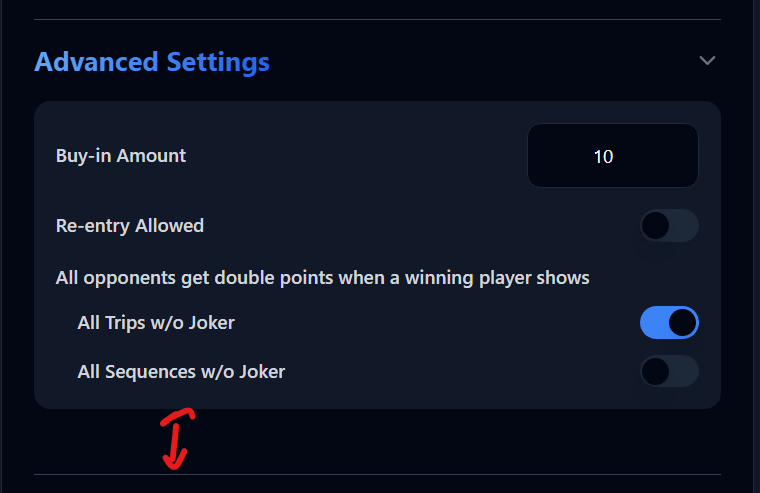 Advanced Settings
Buy-in Amount
10
Re-entry Allowed
All opponents get double points when a winning player shows
All Trips w/o Joker
All Sequences w/o Joker